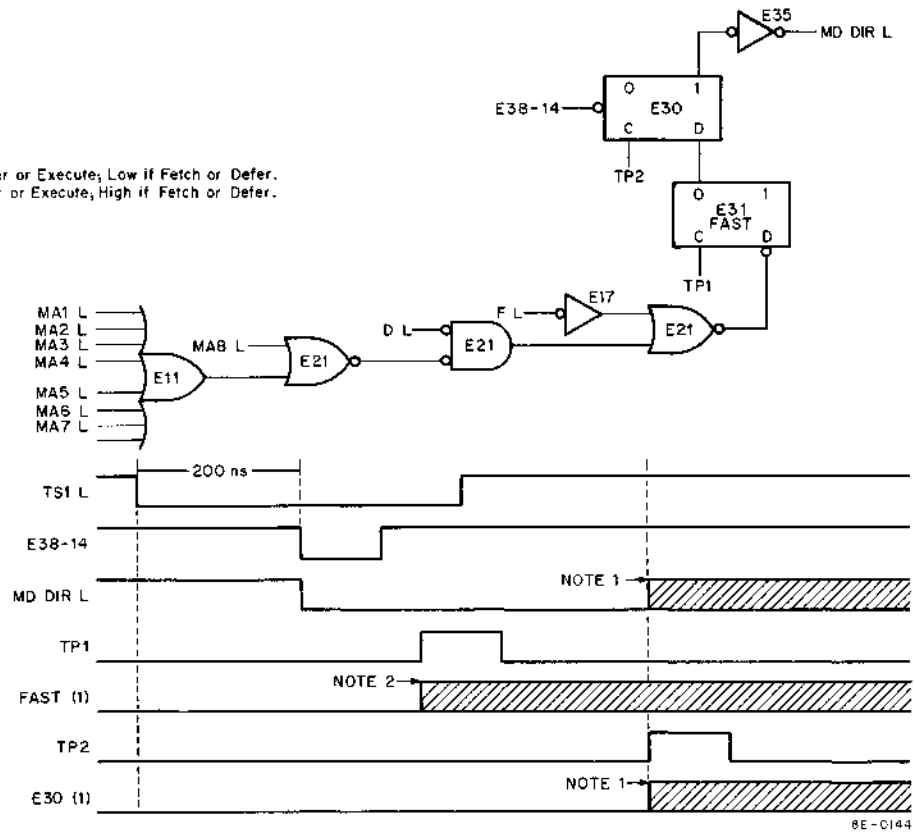 E35
MD DIR L
O 1
E38-14
E30
C D
TP2
er or Execute; Low if Fetch or Defer.
r or Execute; High if Fetch or Defer.
O 1
E31
FAST
C D
TP1
MA1 L
MA2 L
MA3 L
MA4 L
MA5 L
MA6 L
MA7 L
E11
MA8 L
E21
D L
E21
F L
E17
E21
200 ns
TS1 L
E38-14
MD DIR L
NOTE 1
TP1
FAST (1)
NOTE 2
TP2
E30 (1)
NOTE 1
8E-0144